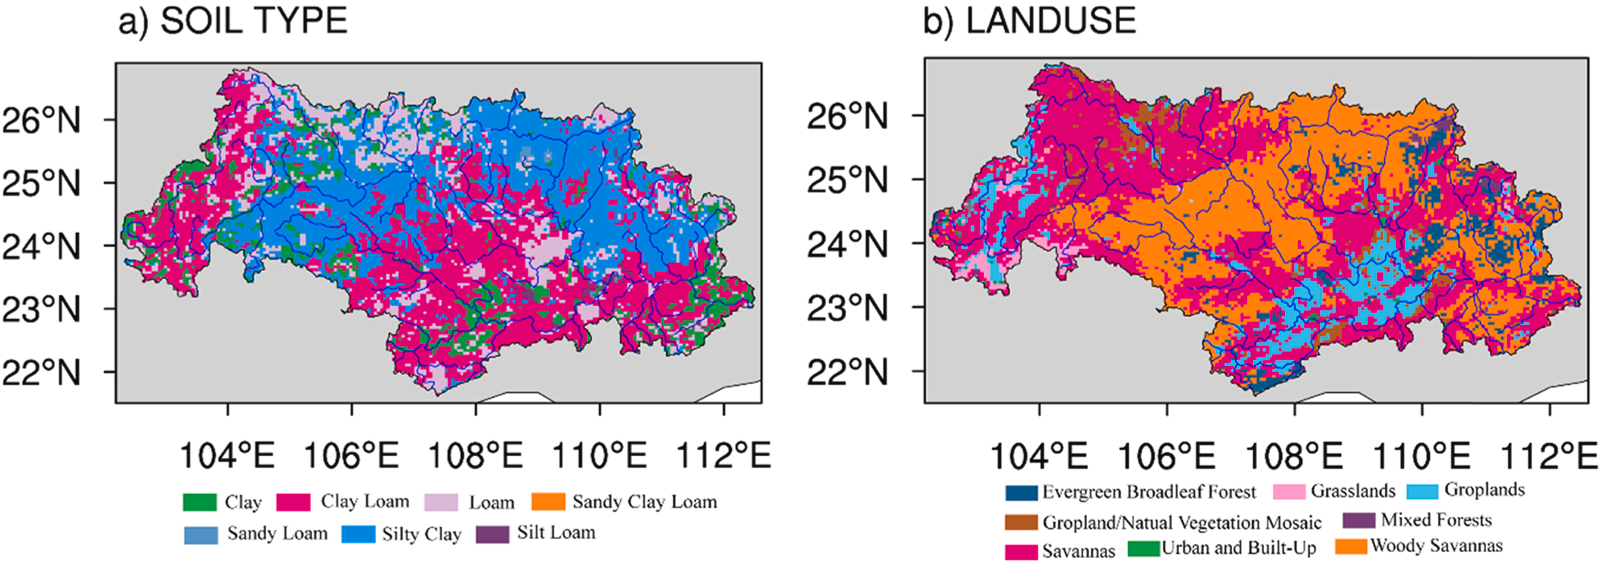 a) SOIL TYPE
26°N
25°N
24°N
23°N
22°N
104°E 106°E 108°E 110°E 112°E
Clay Clay Loam Loam Sandy Clay Loam
Sandy Loam Silty Clay Silt Loam
b) LANDUSE
26°N
25°N
24°N
23°N
22°N
104°E 106°E 108°E 110°E 112°E
Evergreen Broadleaf Forest Grasslands Groplands
Gropland/Natual Vegetation Mosaic Mixed Forests
Savannas Urban and Built-Up Woody Savannas